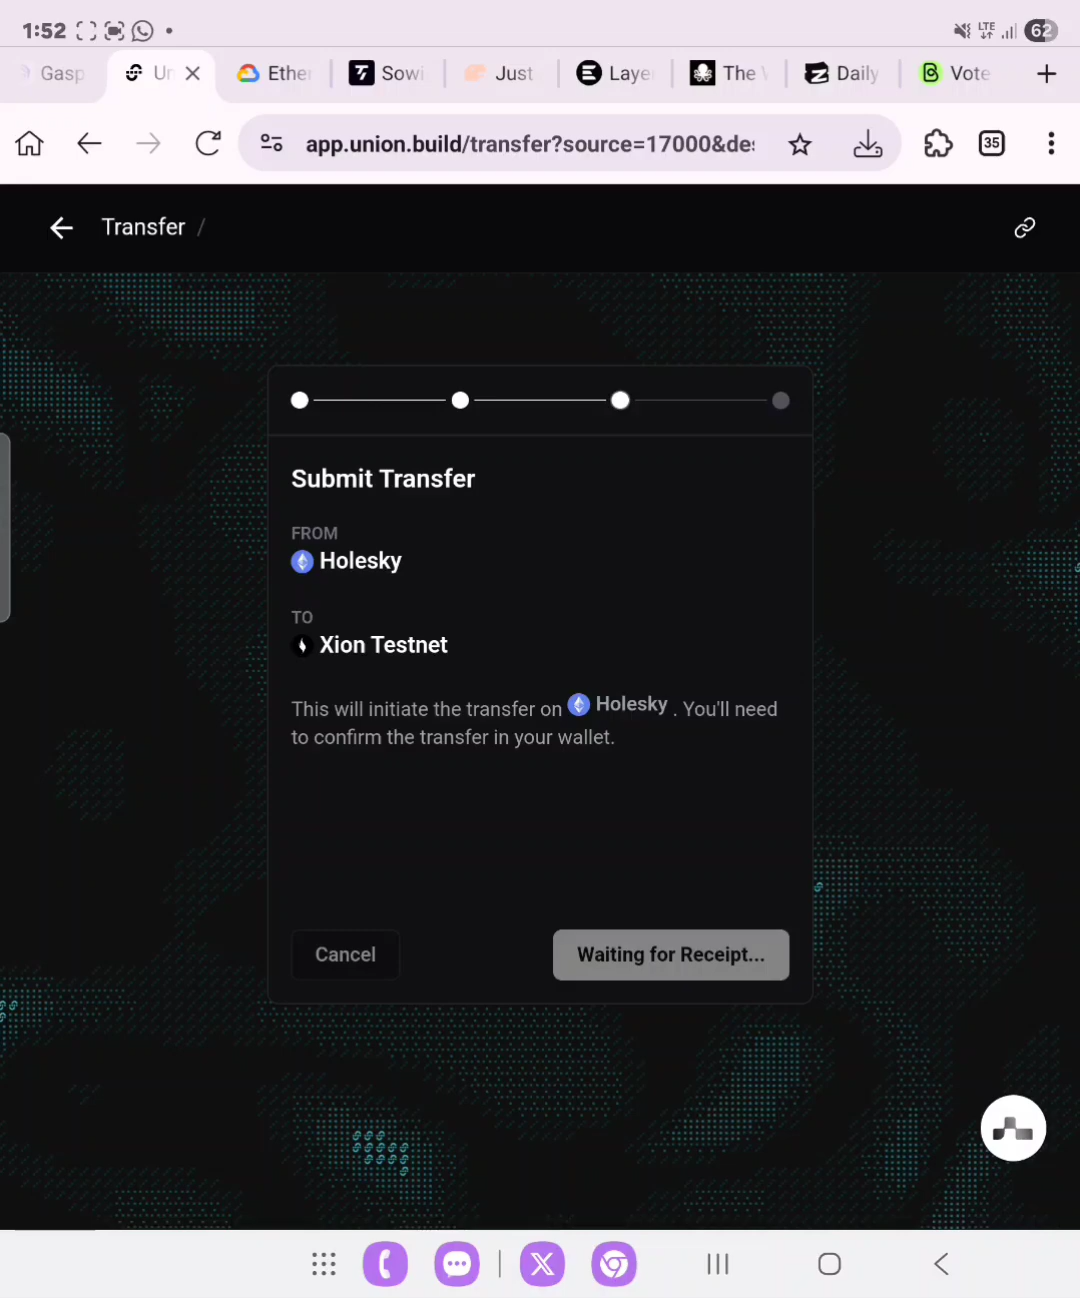 1:52 LTE 62
Gasp Un Ether Sowi Just Laye The Daily Vote
app.union.build/transfer?source=17000&de 35
Transfer /
Submit Transfer
FROM
Holesky
TO
Xion Testnet
This will initiate the transfer on Holesky . You'll need
to confirm the transfer in your wallet.
Cancel Waiting for Receipt...